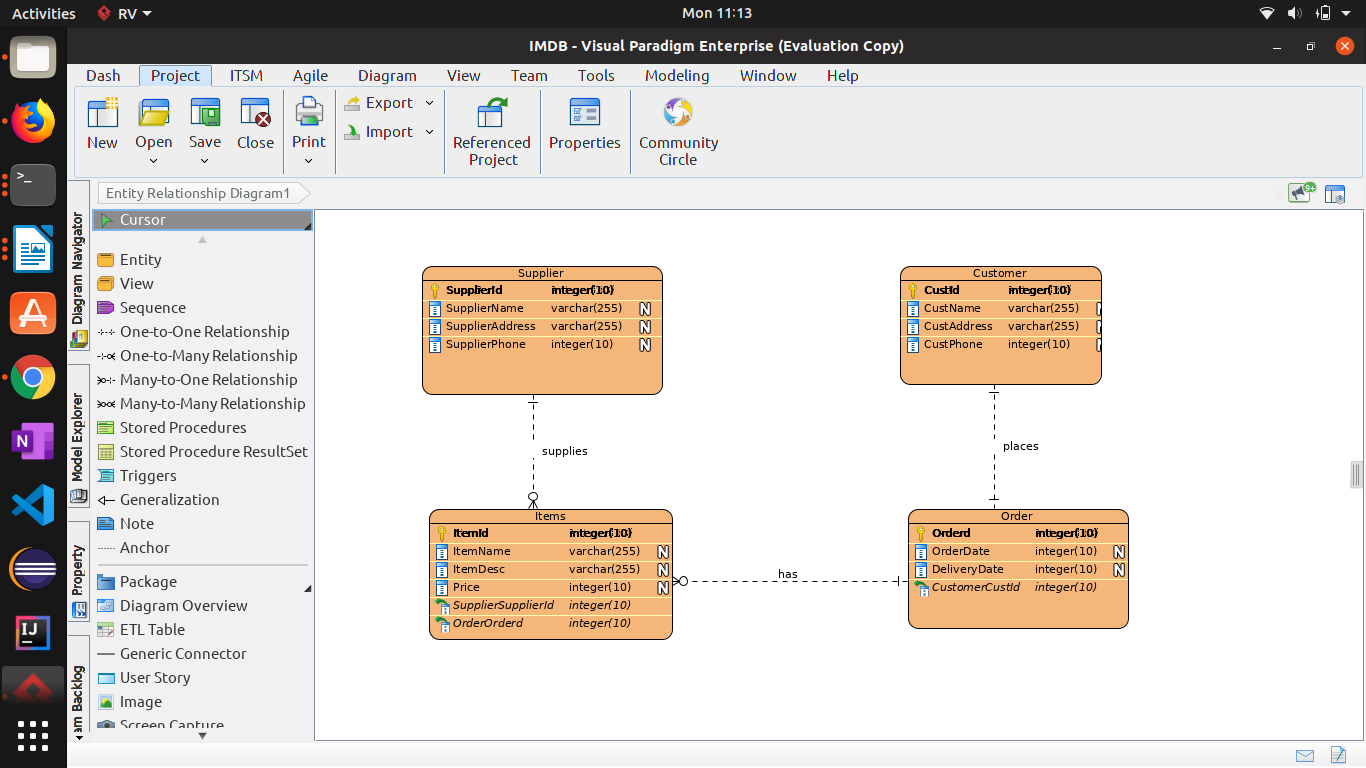 Activities RV Mon 11:13
IMDB - Visual Paradigm Enterprise (Evaluation Copy)
Dash Project ITSM Agile Diagram View Team Tools Modeling Window Help
New Open Save Close Print Export Import Referenced Project Properties Community Circle
Entity Relationship Diagram1
9+
Diagram Navigator
Model Explorer
Property
am Backlog
Cursor
Entity
View
Sequence
One-to-One Relationship
One-to-Many Relationship
Many-to-One Relationship
Many-to-Many Relationship
Stored Procedures
Stored Procedure ResultSet
Triggers
Generalization
Note
Anchor
Package
Diagram Overview
ETL Table
Generic Connector
User Story
Image
Screen Capture
Supplier
SupplierId integer(10)
SupplierName varchar(255) N
SupplierAddress varchar(255) N
SupplierPhone integer(10) N
Customer
CustId integer(10)
CustName varchar(255) N
CustAddress varchar(255) N
CustPhone integer(10) N
supplies
places
Items
ItemId integer(10)
ItemName varchar(255) N
ItemDesc varchar(255) N
Price integer(10) N
SupplierSupplierId integer(10)
OrderOrderd integer(10)
has
Order
Orderd integer(10)
OrderDate integer(10) N
DeliveryDate integer(10) N
CustomerCustId integer(10)